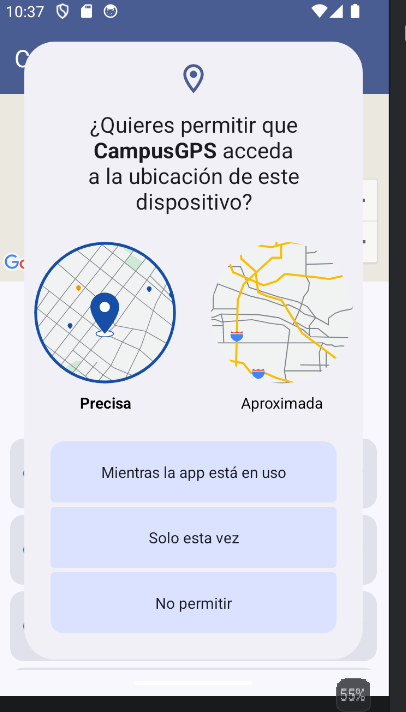 10:37
C
¿Quieres permitir que
CampusGPS acceda
a la ubicación de este
dispositivo?
Go
Precisa
Aproximada
Mientras la app está en uso
Solo esta vez
No permitir
55%